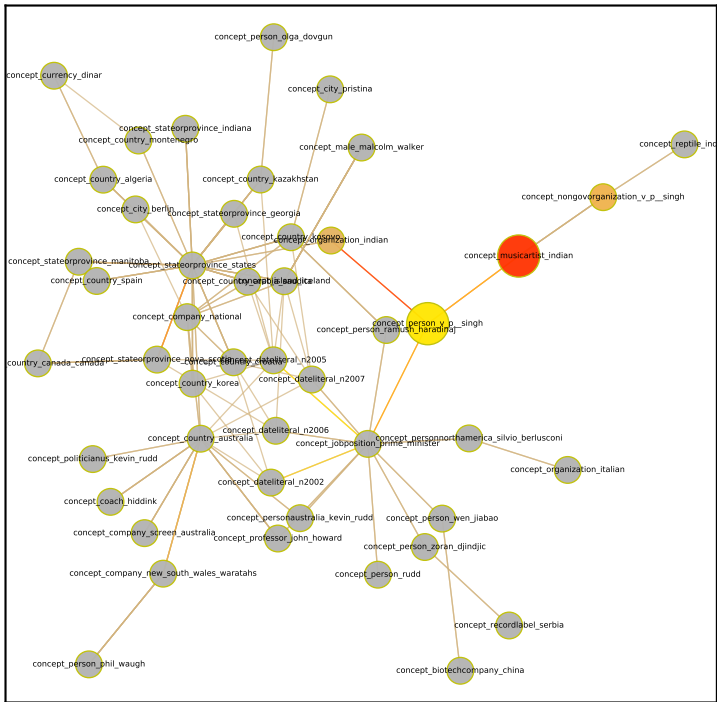 concept_person_olga_dovgun
concept_currency_dinar
concept_city_pristina
concept_stateorprovince_indiana
concept_country_montenegro
concept_male_malcolm_walker
concept_reptile_ind
concept_country_algeria
concept_country_kazakhstan
concept_nongovorganization_v_p__singh
concept_city_berlin
concept_stateorprovince_georgia
concept_country_kosovo
concept_organization_indian
concept_musicartist_indian
concept_stateorprovince_manitoba
concept_stateorprovince_states
concept_country_spain
concept_company_national
concept_person_v_p__singh
concept_person_ramush_haradinaj
concept_stateorprovince_nova_scotia
concept_dateliteral_n2005
country_canada_canada
concept_country_croatia
concept_country_korea
concept_dateliteral_n2007
concept_dateliteral_n2006
concept_country_australia
concept_jobposition_prime_minister
concept_personnorthamerica_silvio_berlusconi
concept_politicianus_kevin_rudd
concept_organization_italian
concept_dateliteral_n2002
concept_coach_hiddink
concept_personaustralia_kevin_rudd
concept_person_wen_jiabao
concept_company_screen_australia
concept_professor_john_howard
concept_person_zoran_djindjic
concept_company_new_south_wales_waratahs
concept_person_rudd
concept_recordlabel_serbia
concept_person_phil_waugh
concept_biotechcompany_china